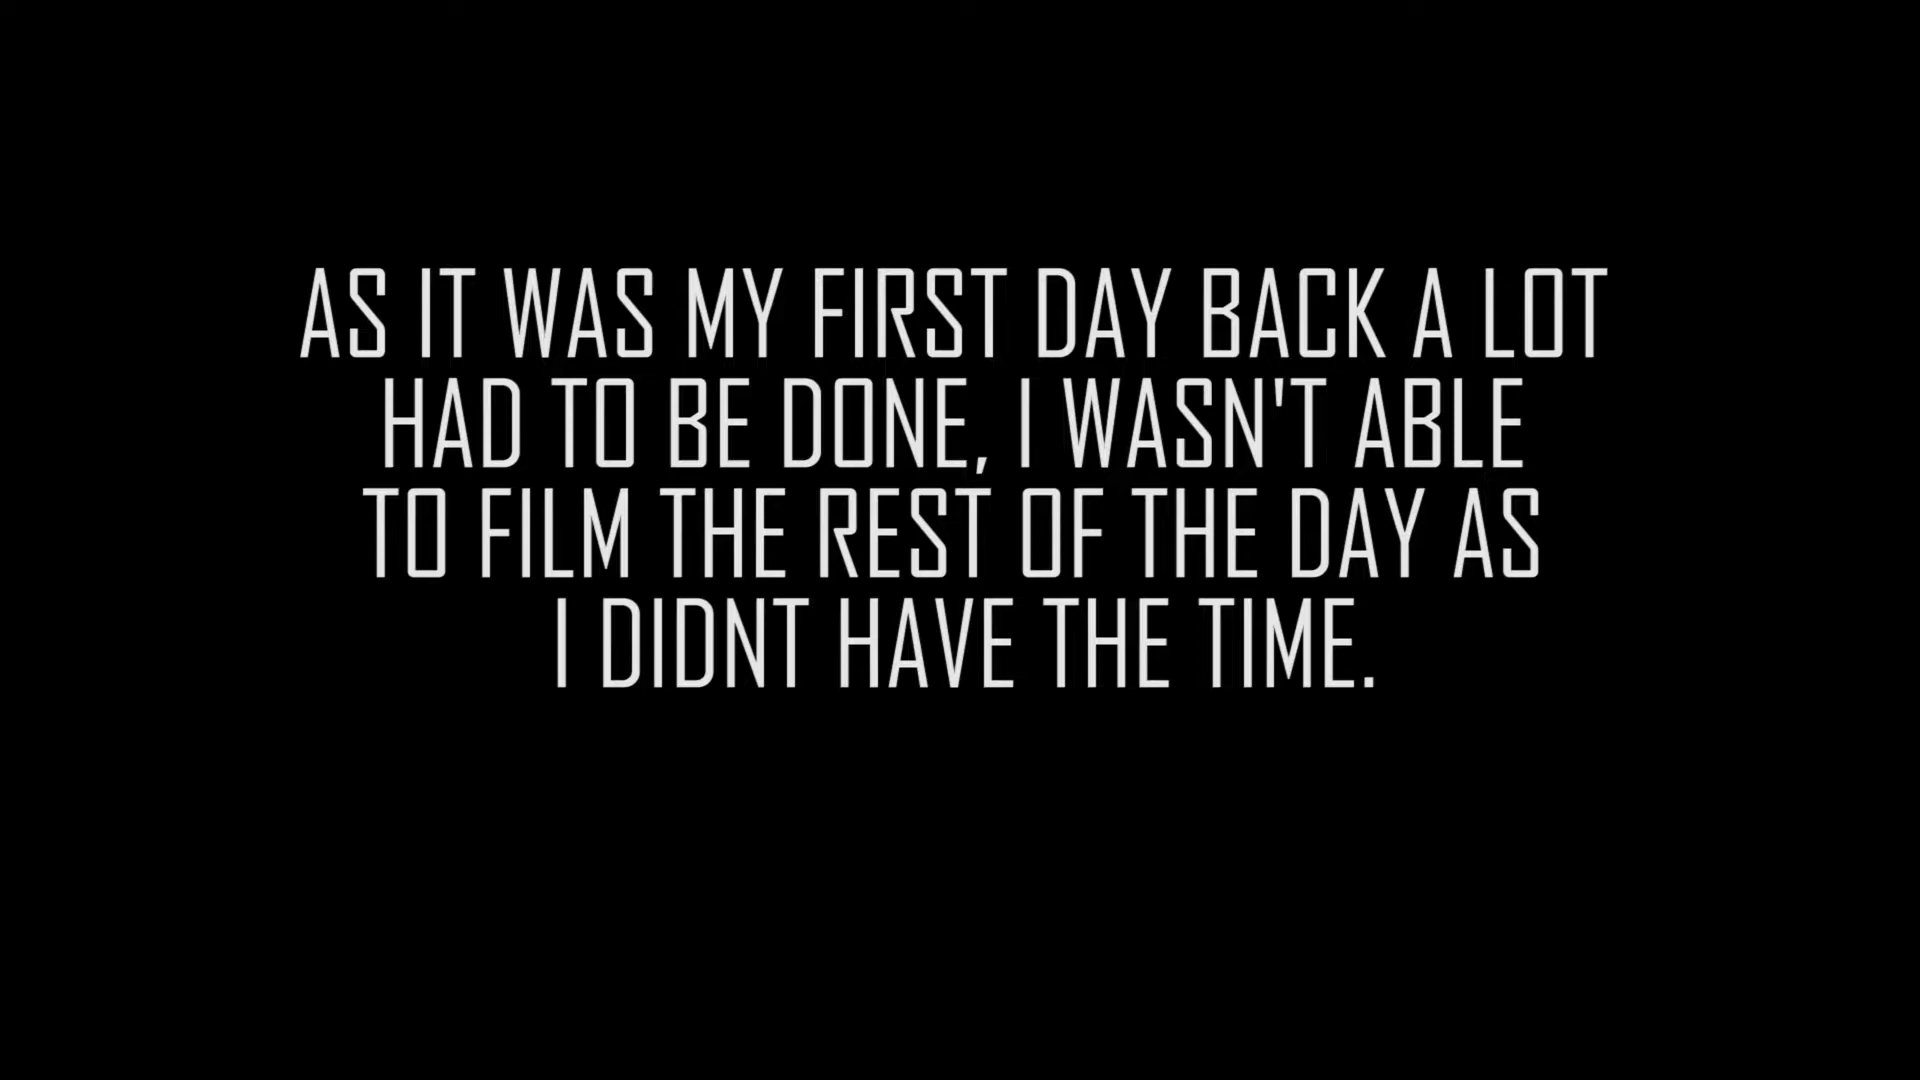 AS IT WAS MY FIRST DAY BACK A LOT
HAD TO BE DONE, I WASN'T ABLE
TO FILM THE REST OF THE DAY AS
I DIDNT HAVE THE TIME.